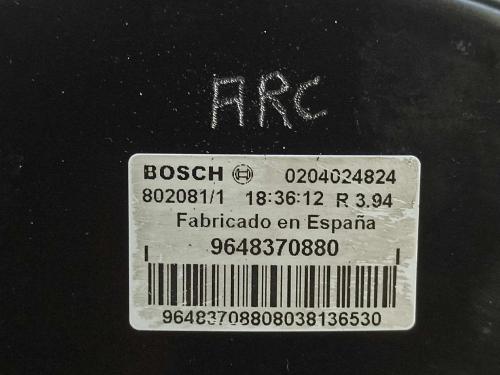 ARC
BOSCH 0204024824
802081/1 18:36:12 R 3.94
Fabricado en España
9648370880
96483708808038136530